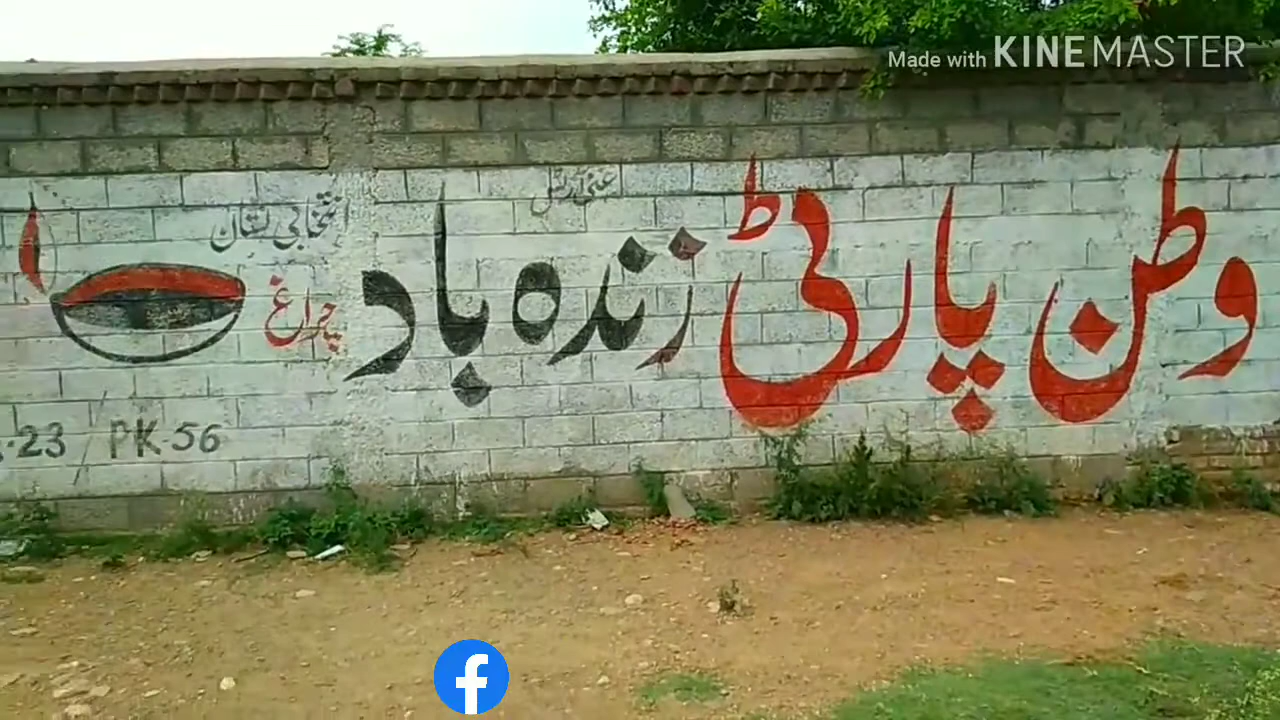 Made with KINEMASTER
وطن پارٹی زندہ باد
انتخابی نشان
چراغ
-23 / PK-56